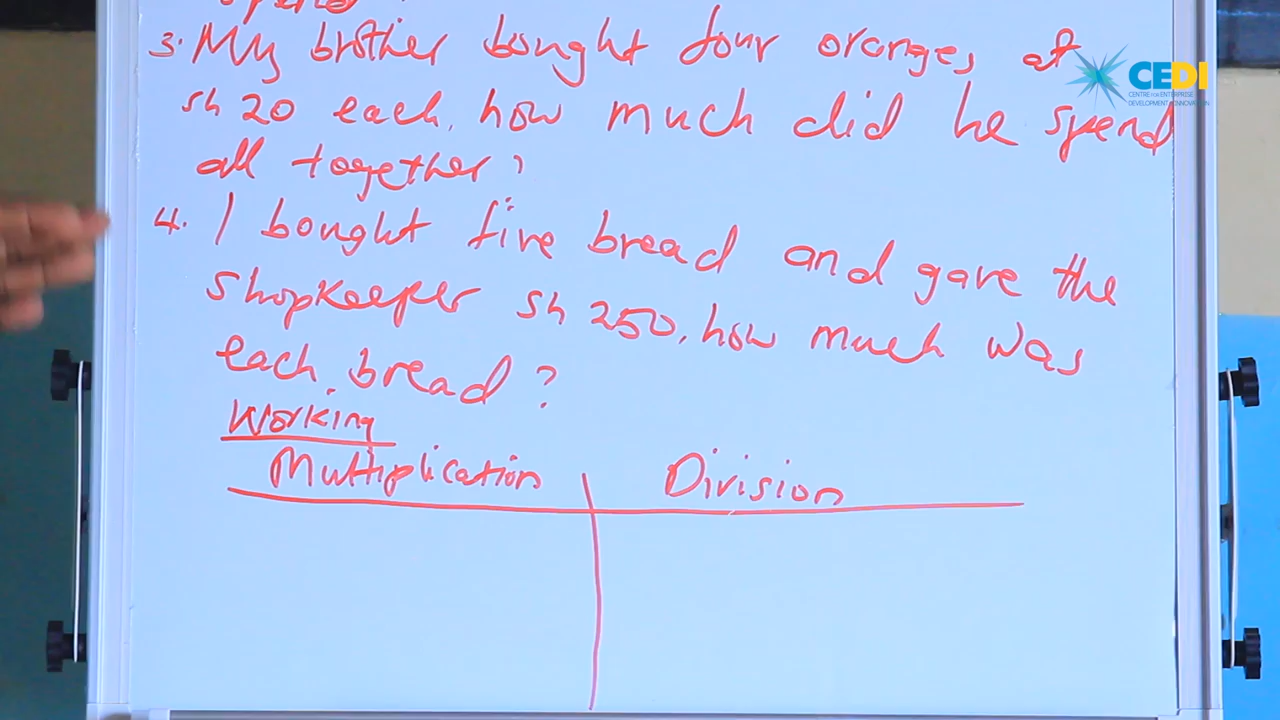 spend?
3. My brother bought four oranges at
sh 20 each, how much did he spend
all together?
4. I bought five bread and gave the
shopkeeper sh 250, how much was
each bread?
Working
Multiplication Division
CEDI
CENTRE FOR ENTERPRISE
DEVELOPMENT & INNOVATION